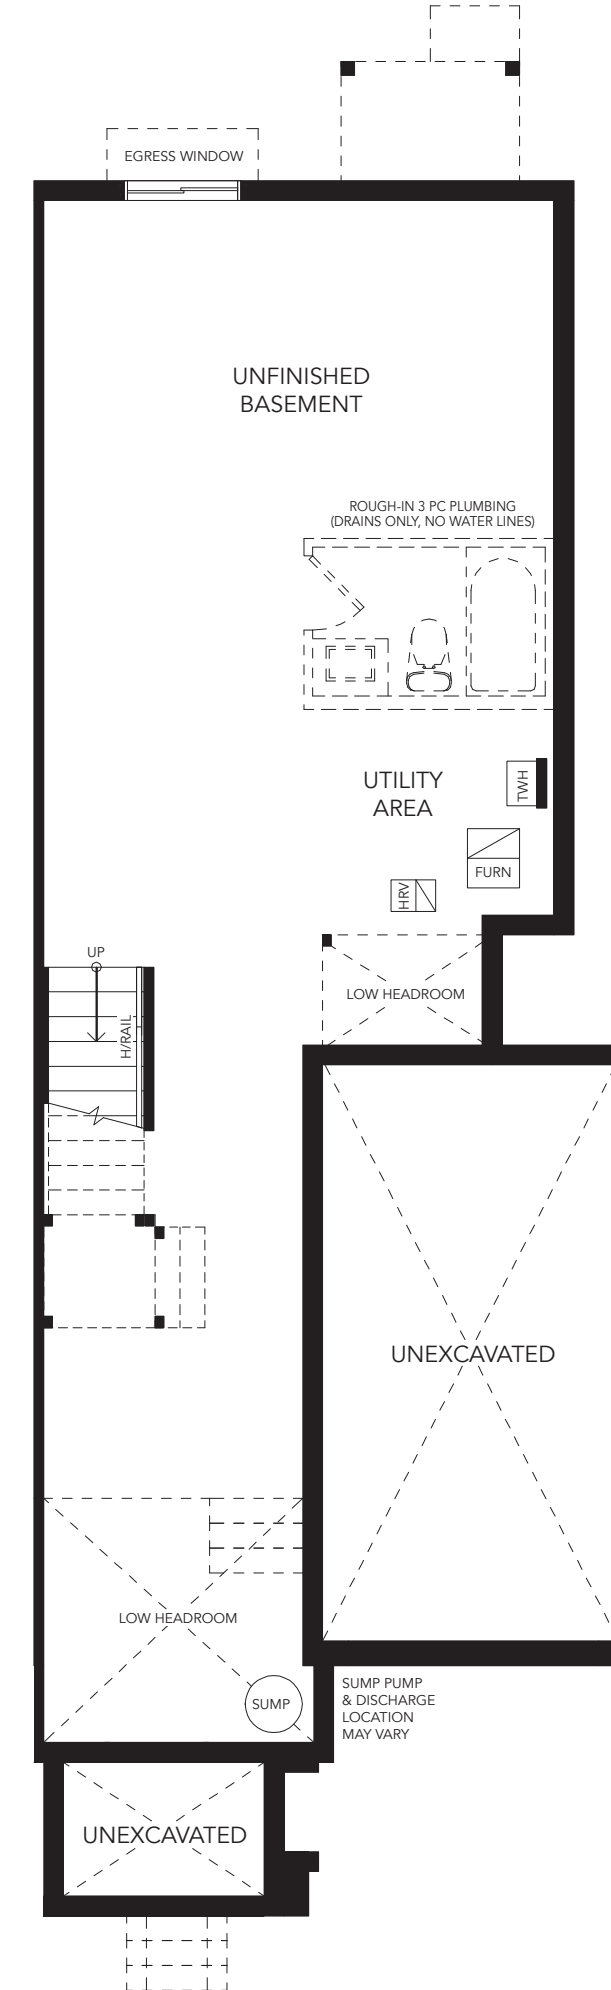 EGRESS WINDOW
UNFINISHED
BASEMENT
ROUGH-IN 3 PC PLUMBING
(DRAINS ONLY, NO WATER LINES)
UTILITY
AREA
TWH
FURN
HRV
UP
LOW HEADROOM
H/RAIL
UNEXCAVATED
LOW HEADROOM
SUMP
SUMP PUMP
& DISCHARGE
LOCATION
MAY VARY
UNEXCAVATED